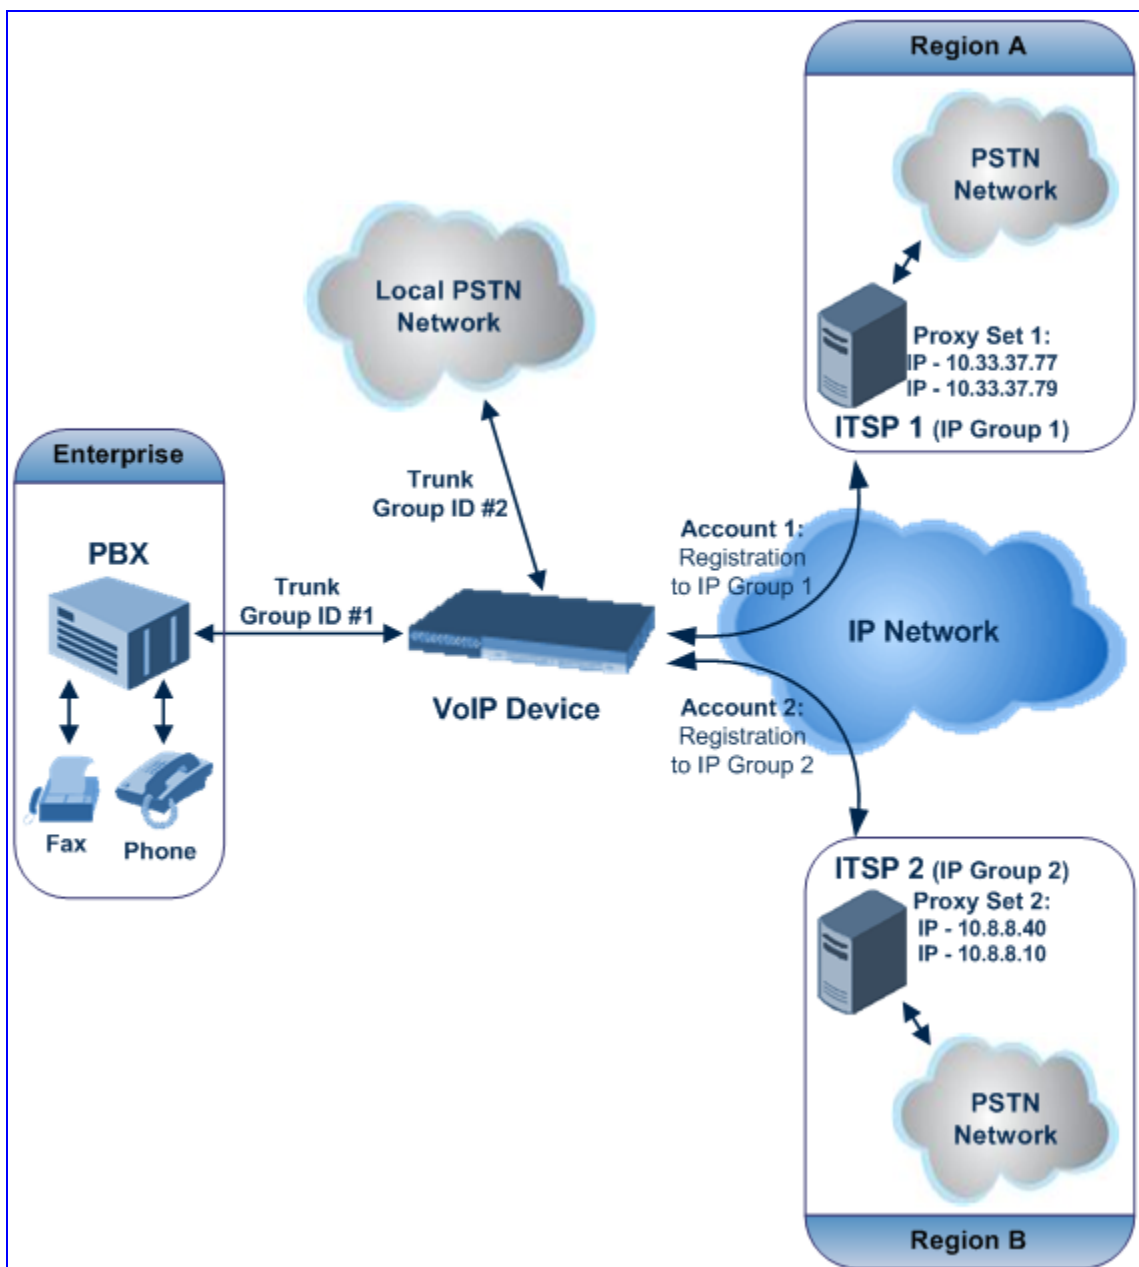 Region A
PSTN
Network
Proxy Set 1:
IP - 10.33.37.77
IP - 10.33.37.79
ITSP 1 (IP Group 1)
Local PSTN
Network
Trunk
Group ID #2
Enterprise
PBX
Fax
Phone
Trunk
Group ID #1
VoIP Device
Account 1:
Registration
to IP Group 1
IP Network
Account 2:
Registration
to IP Group 2
ITSP 2 (IP Group 2)
Proxy Set 2:
IP - 10.8.8.40
IP - 10.8.8.10
PSTN
Network
Region B